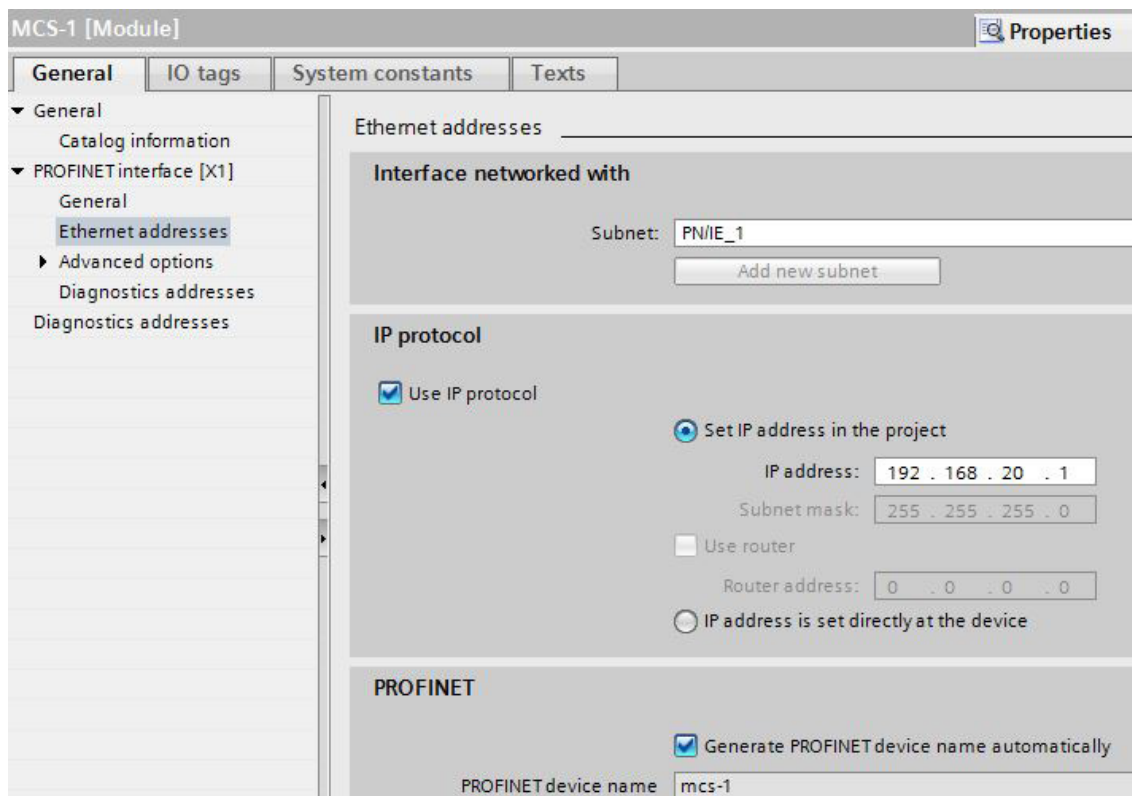 MCS-1 [Module]
Properties
General
IO tags
System constants
Texts
General
Catalog information
PROFINET interface [X1]
General
Ethernet addresses
Advanced options
Diagnostics addresses
Diagnostics addresses
Ethernet addresses
Interface networked with
Subnet: PN/IE_1
Add new subnet
IP protocol
Use IP protocol
Set IP address in the project
IP address: 192 . 168 . 20 . 1
Subnet mask: 255 . 255 . 255 . 0
Use router
Router address: 0 . 0 . 0 . 0
IP address is set directly at the device
PROFINET
Generate PROFINET device name automatically
PROFINET device name mcs-1